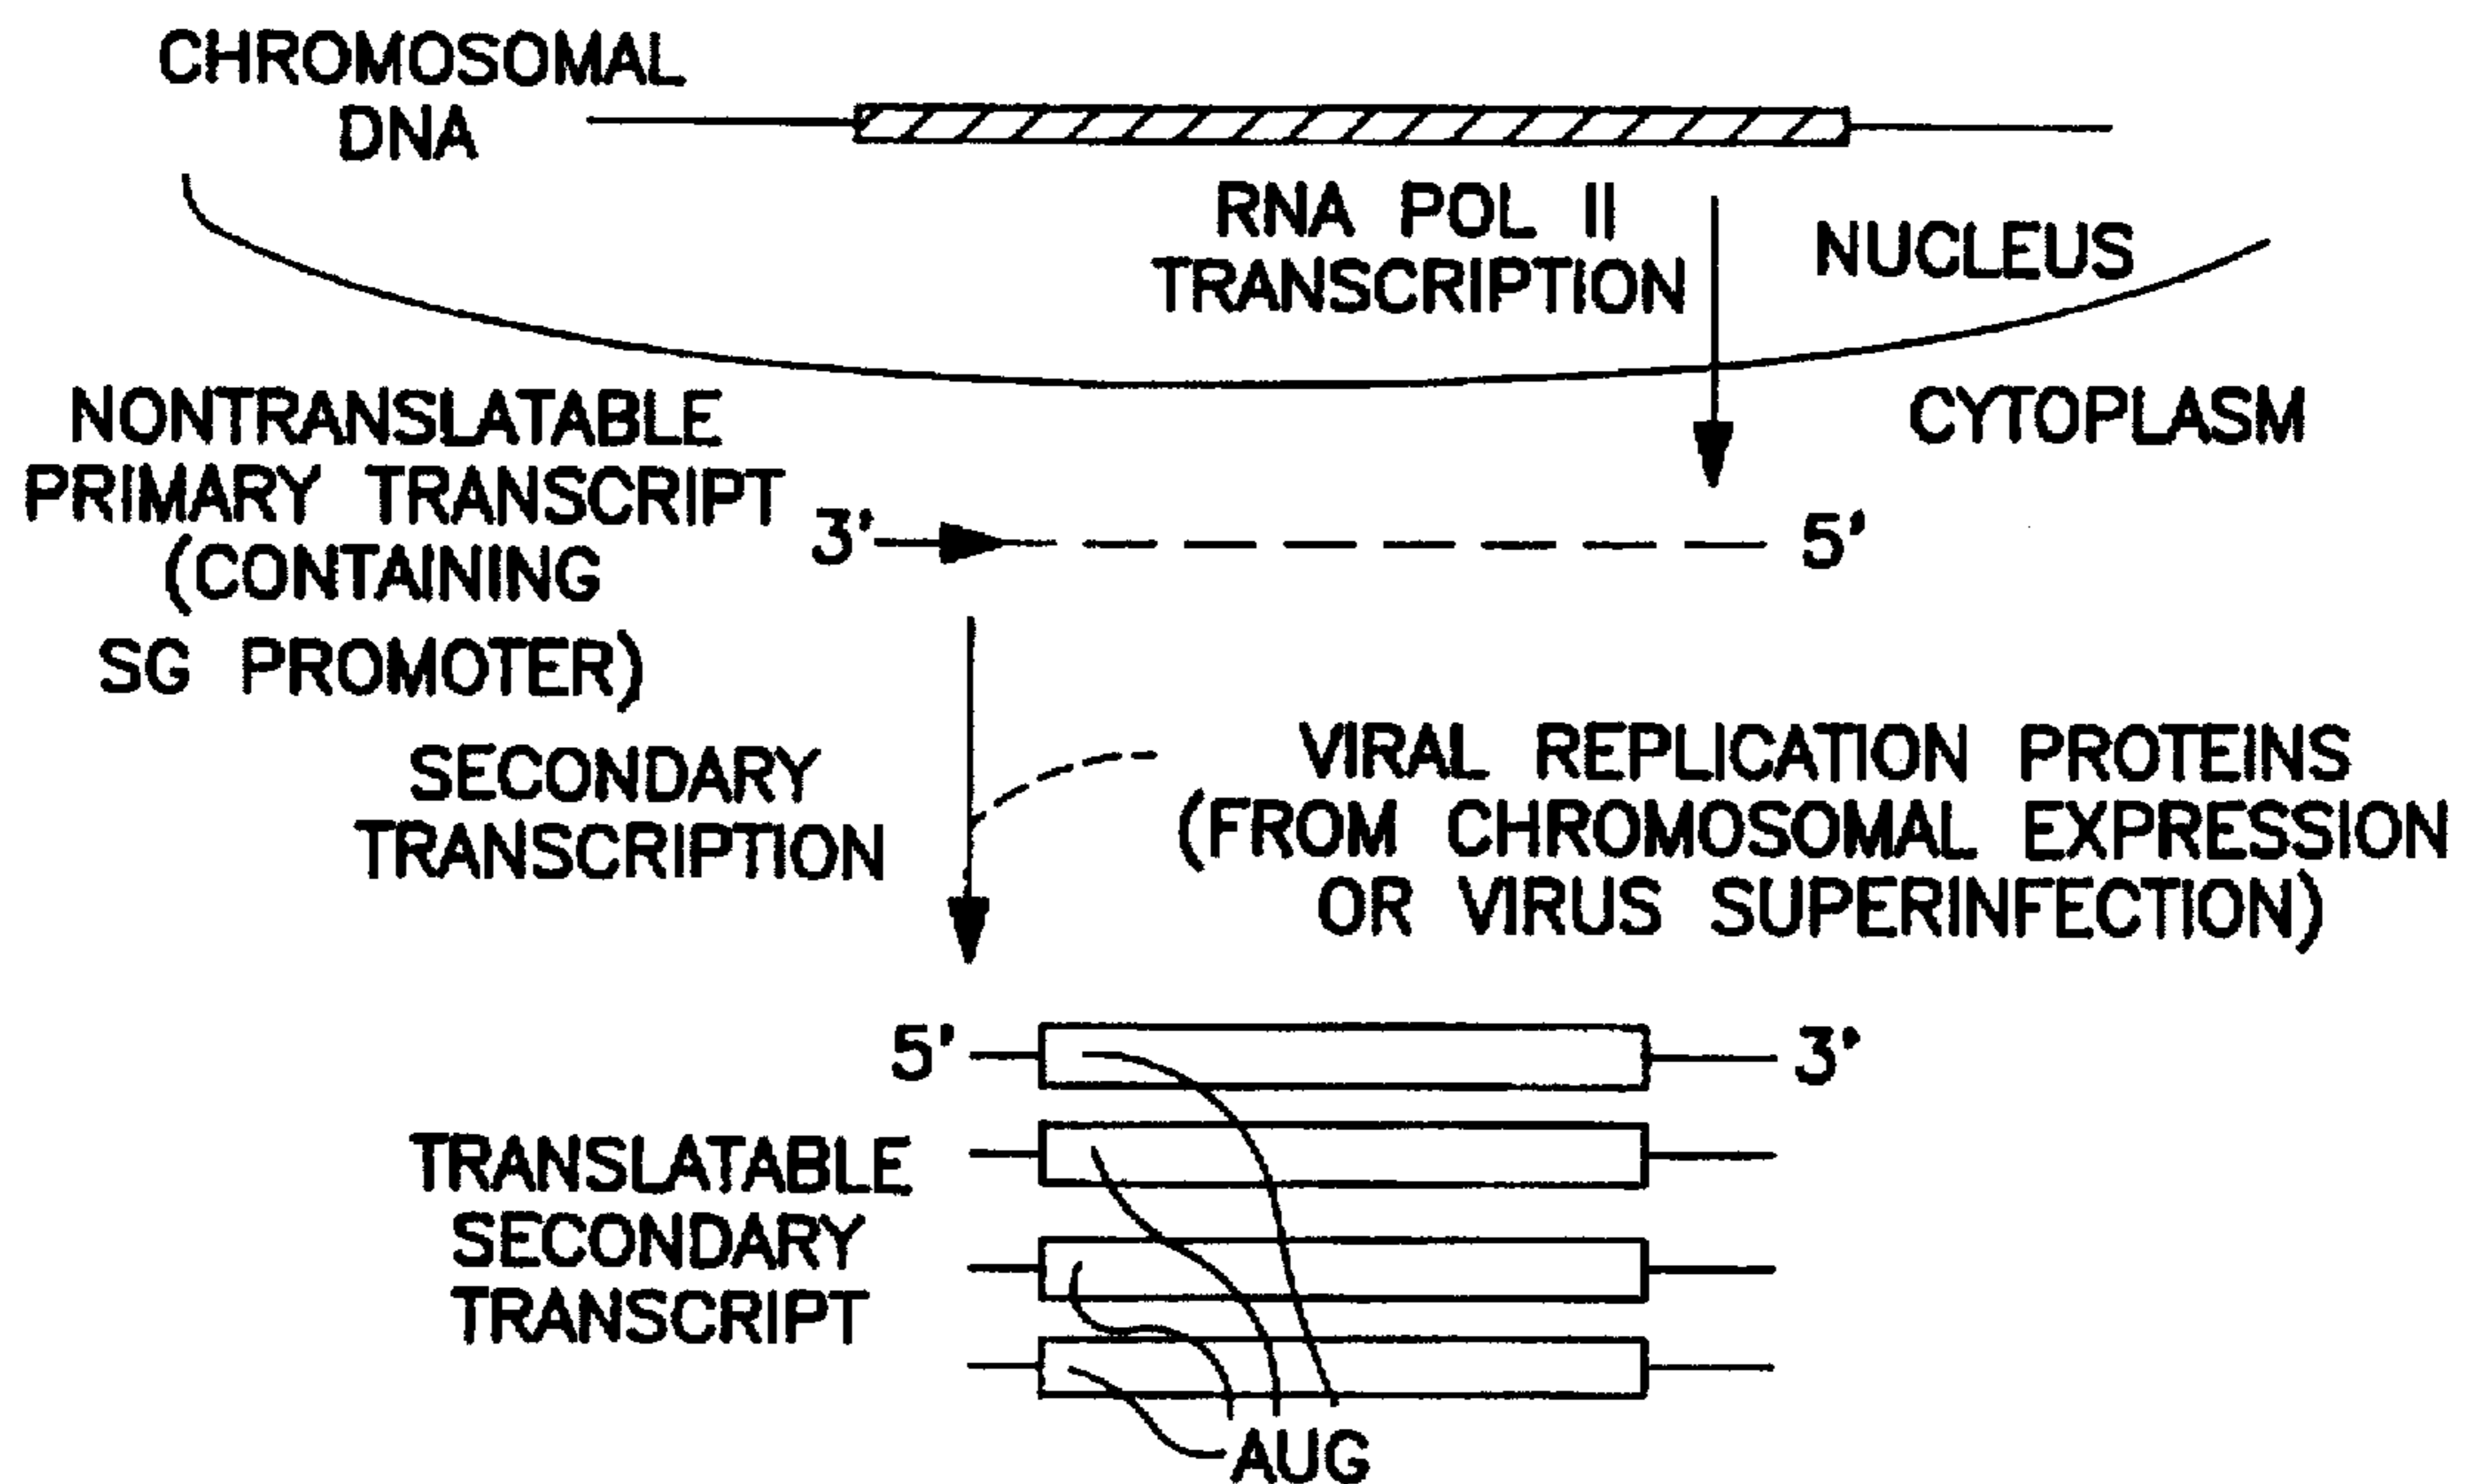 CHROMOSOMAL
DNA
RNA POL II
TRANSCRIPTION
NUCLEUS
CYTOPLASM
NONTRANSLATABLE
PRIMARY TRANSCRIPT
(CONTAINING
SG PROMOTER)
3' 5'
SECONDARY
TRANSCRIPTION
VIRAL REPLICATION PROTEINS
(FROM CHROMOSOMAL EXPRESSION
OR VIRUS SUPERINFECTION)
5' 3'
TRANSLATABLE
SECONDARY
TRANSCRIPT
AUG